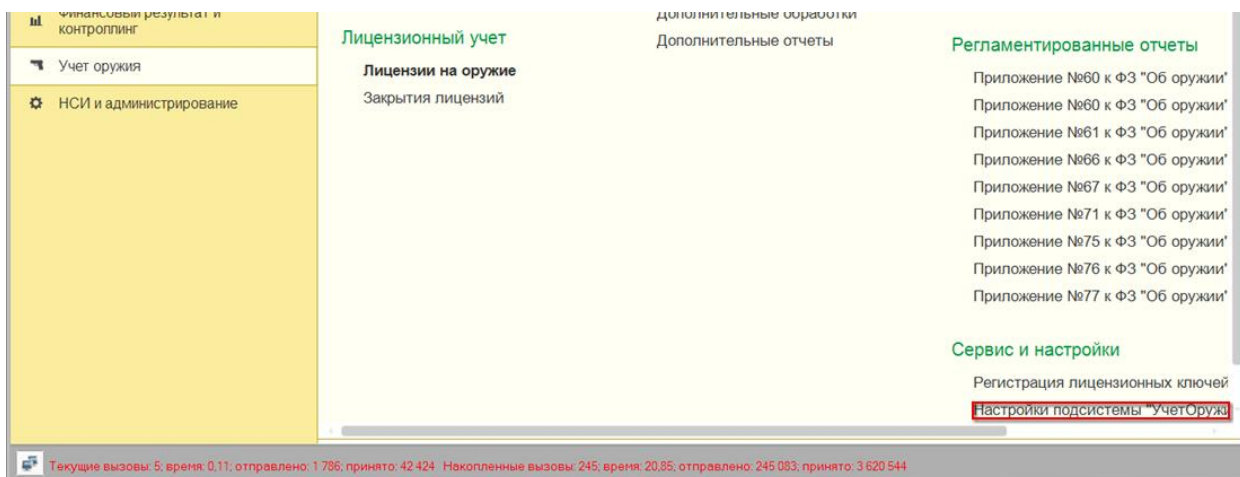 Финансовый результат и
контроллинг
Учет оружия
НСИ и администрирование
Лицензионный учет
Лицензии на оружие
Закрытия лицензий
Дополнительные обработки
Дополнительные отчеты
Регламентированные отчеты
Приложение №60 к ФЗ "Об оружии"
Приложение №60 к ФЗ "Об оружии"
Приложение №61 к ФЗ "Об оружии"
Приложение №66 к ФЗ "Об оружии"
Приложение №67 к ФЗ "Об оружии"
Приложение №71 к ФЗ "Об оружии"
Приложение №75 к ФЗ "Об оружии"
Приложение №76 к ФЗ "Об оружии"
Приложение №77 к ФЗ "Об оружии"
Сервис и настройки
Регистрация лицензионных ключей
Настройки подсистемы "УчетОружи
Текущие вызовы: 5; время: 0,11; отправлено: 1 786; принято: 42 424 Накопленные вызовы: 245; время: 20,85; отправлено: 245 083; принято: 3 620 544